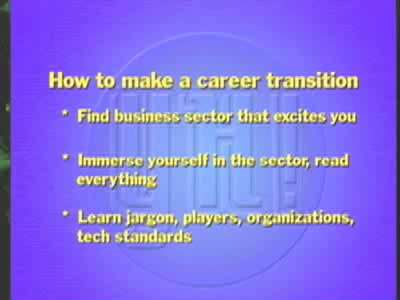 How to make a career transition
* Find business sector that excites you
* Immerse yourself in the sector, read
everything
* Learn jargon, players, organizations,
tech standards